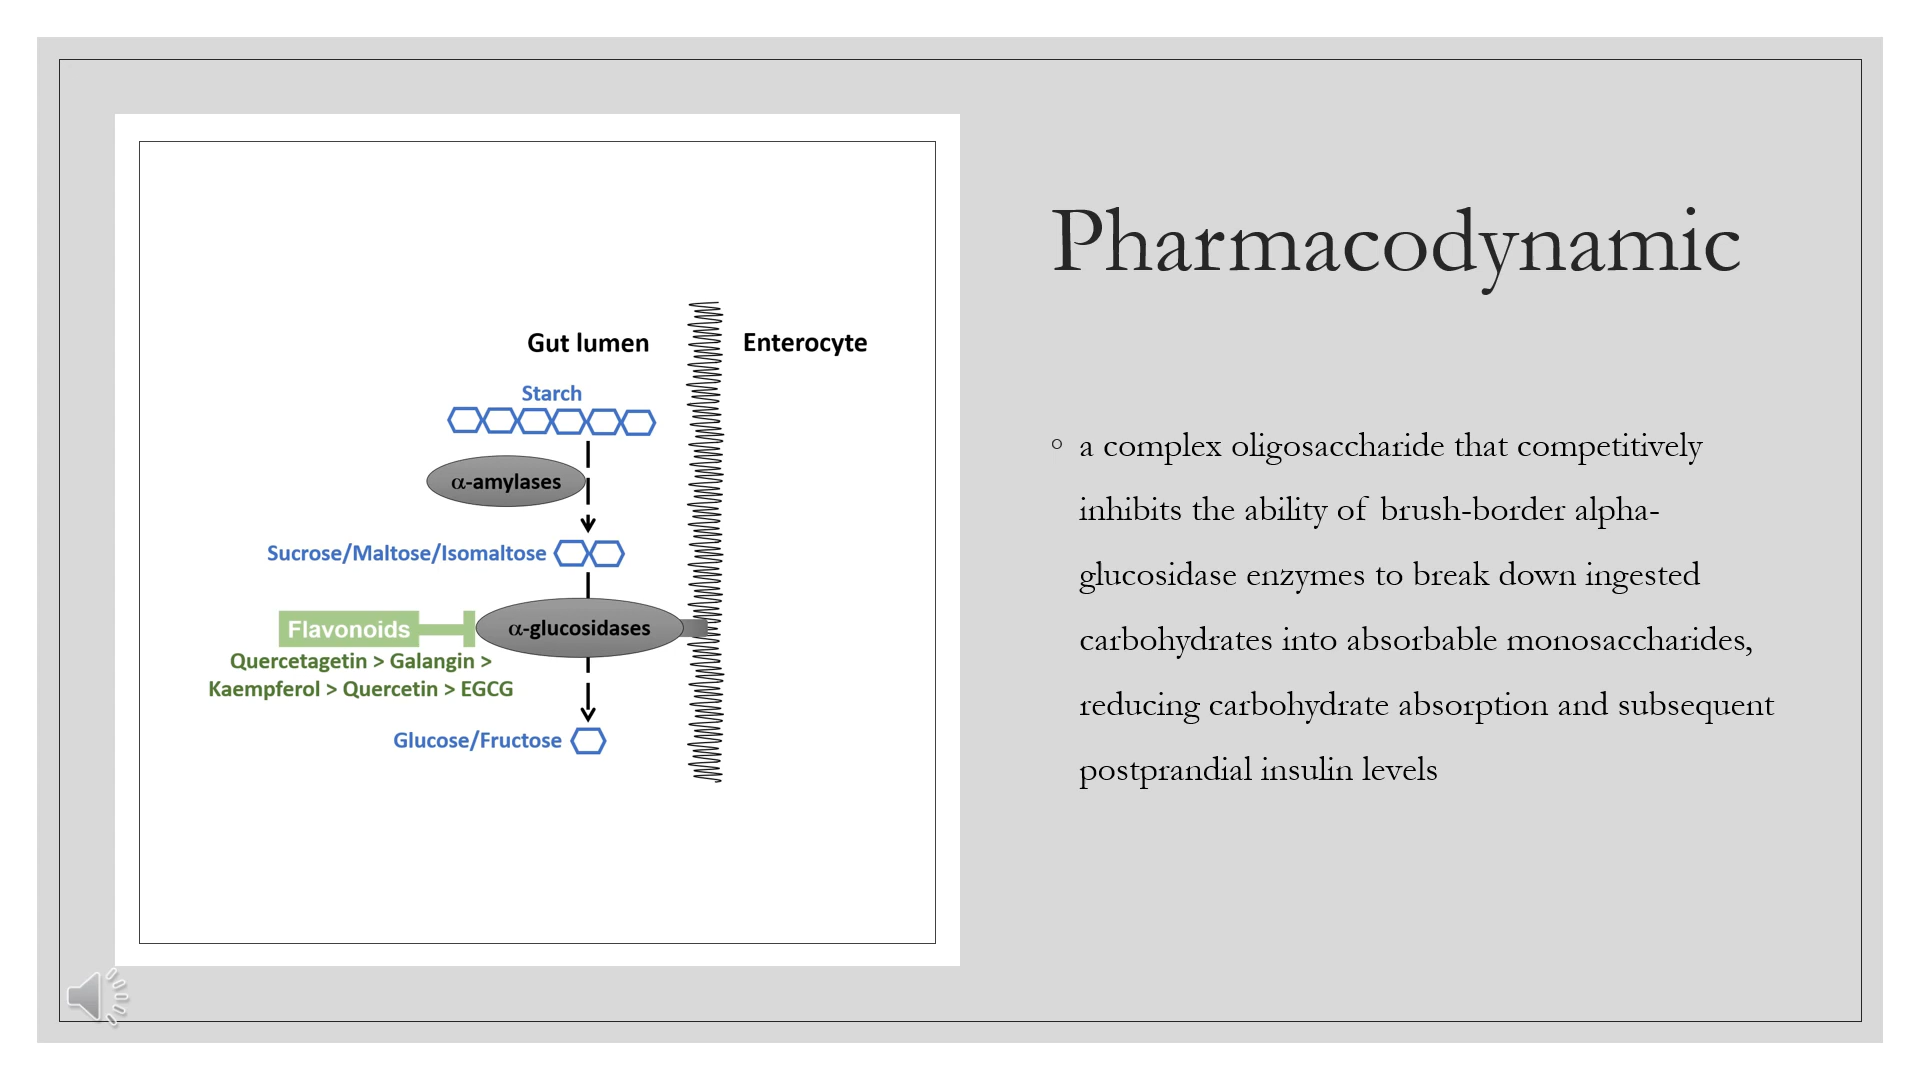 Gut lumen
Enterocyte
Starch
α-amylases
Sucrose/Maltose/Isomaltose
Flavonoids
α-glucosidases
Quercetagetin > Galangin >
Kaempferol > Quercetin > EGCG
Glucose/Fructose
Pharmacodynamic
◦ a complex oligosaccharide that competitively
inhibits the ability of brush-border alpha-
glucosidase enzymes to break down ingested
carbohydrates into absorbable monosaccharides,
reducing carbohydrate absorption and subsequent
postprandial insulin levels